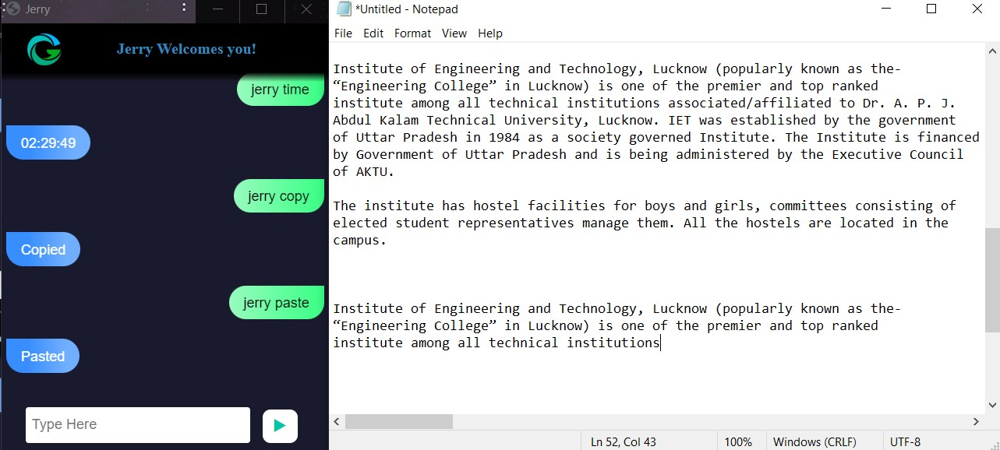 Jerry
Jerry Welcomes you!
jerry time
02:29:49
jerry copy
Copied
jerry paste
Pasted
Type Here
*Untitled - Notepad
File Edit Format View Help
Institute of Engineering and Technology, Lucknow (popularly known as the-
“Engineering College” in Lucknow) is one of the premier and top ranked
institute among all technical institutions associated/affiliated to Dr. A. P. J.
Abdul Kalam Technical University, Lucknow. IET was established by the government
of Uttar Pradesh in 1984 as a society governed Institute. The Institute is financed
by Government of Uttar Pradesh and is being administered by the Executive Council
of AKTU.
The institute has hostel facilities for boys and girls, committees consisting of
elected student representatives manage them. All the hostels are located in the
campus.
Institute of Engineering and Technology, Lucknow (popularly known as the-
“Engineering College” in Lucknow) is one of the premier and top ranked
institute among all technical institutions
Ln 52, Col 43 100% Windows (CRLF) UTF-8